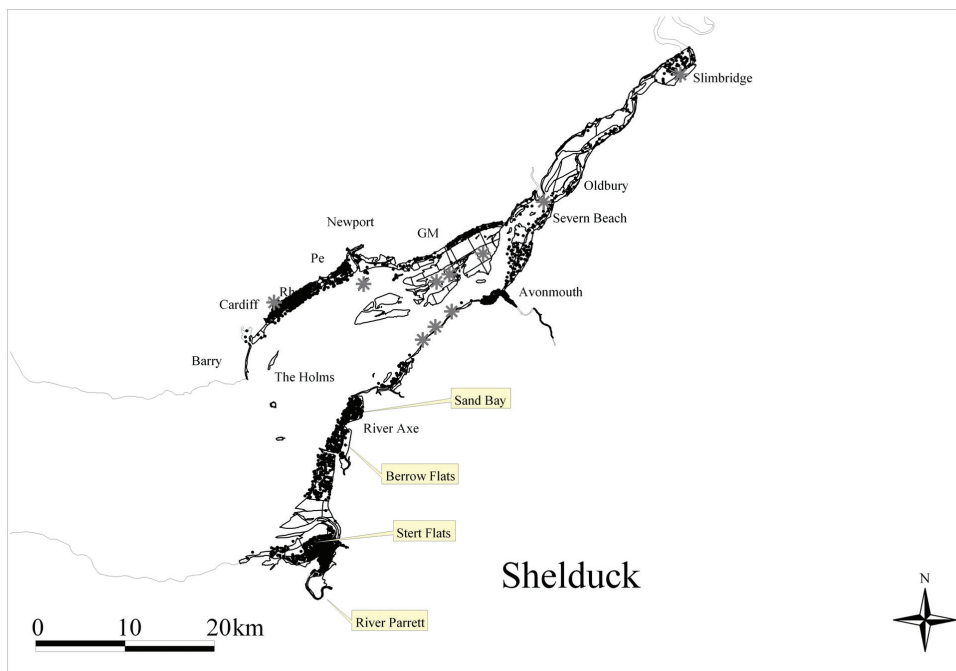 Slimbridge
Oldbury
Severn Beach
Newport
GM
Pe
Rh
Cardiff
Avonmouth
Barry
The Holms
Sand Bay
River Axe
Berrow Flats
Stert Flats
Shelduck
N
River Parrett
0 10 20km